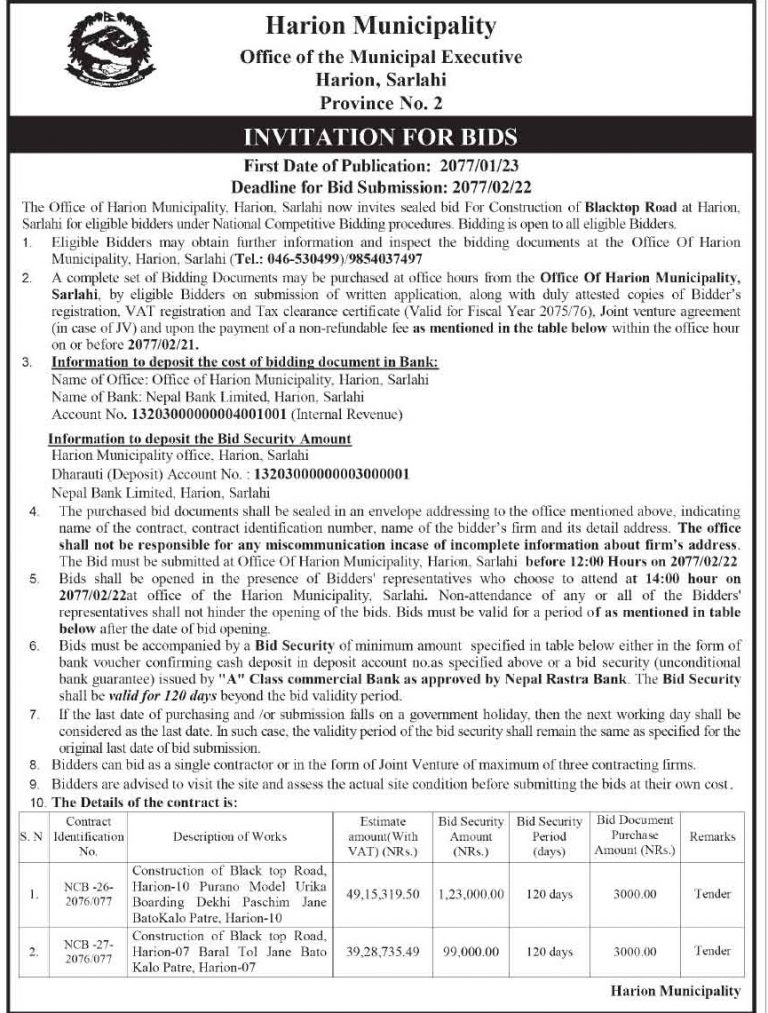 Harion Municipality
Office of the Municipal Executive
Harion, Sarlahi
Province No. 2
INVITATION FOR BIDS
First Date of Publication: 2077/01/23
Deadline for Bid Submission: 2077/02/22
The Office of Harion Municipality, Harion, Sarlahi now invites sealed bid For Construction of Blacktop Road at Harion,
Sarlahi for eligible bidders under National Competitive Bidding procedures. Bidding is open to all eligible Bidders.
1. Eligible Bidders may obtain further information and inspect the bidding documents at the Office Of Harion
Municipality, Harion, Sarlahi (Tel.: 046-530499)/9854037497
2. A complete set of Bidding Documents may be purchased at office hours from the Office Of Harion Municipality,
Sarlahi, by eligible Bidders on submission of written application, along with duly attested copies of Bidder's
registration, VAT registration and Tax clearance certificate (Valid for Fiscal Year 2075/76), Joint venture agreement
(in case of JV) and upon the payment of a non-refundable fee as mentioned in the table below within the office hour
on or before 2077/02/21.
3. Information to deposit the cost of bidding document in Bank:
Name of Office: Office of Harion Municipality, Harion, Sarlahi
Name of Bank: Nepal Bank Limited, Harion, Sarlahi
Account No. 13203000000004001001 (Internal Revenue)
Information to deposit the Bid Security Amount
Harion Municipality office, Harion, Sarlahi
Dharauti (Deposit) Account No. : 13203000000003000001
Nepal Bank Limited, Harion, Sarlahi
4. The purchased bid documents shall be sealed in an envelope addressing to the office mentioned above, indicating
name of the contract, contract identification number, name of the bidder's firm and its detail address. The office
shall not be responsible for any miscommunication incase of incomplete information about firm's address.
The Bid must be submitted at Office Of Harion Municipality, Harion, Sarlahi before 12:00 Hours on 2077/02/22
5. Bids shall be opened in the presence of Bidders' representatives who choose to attend at 14:00 hour on
2077/02/22at office of the Harion Municipality, Sarlahi. Non-attendance of any or all of the Bidders'
representatives shall not hinder the opening of the bids. Bids must be valid for a period of as mentioned in table
below after the date of bid opening.
6. Bids must be accompanied by a Bid Security of minimum amount specified in table below either in the form of
bank voucher confirming cash deposit in deposit account no.as specified above or a bid security (unconditional
bank guarantee) issued by "A" Class commercial Bank as approved by Nepal Rastra Bank. The Bid Security
shall be valid for 120 days beyond the bid validity period.
7. If the last date of purchasing and /or submission falls on a government holiday, then the next working day shall be
considered as the last date. In such case, the validity period of the bid security shall remain the same as specified for the
original last date of bid submission.
8. Bidders can bid as a single contractor or in the form of Joint Venture of maximum of three contracting firms.
9. Bidders are advised to visit the site and assess the actual site condition before submitting the bids at their own cost.
10. The Details of the contract is:
S. N Contract Identification No. Description of Works Estimate amount(With VAT) (NRs.) Bid Security Amount (NRs.) Bid Security Period (days) Bid Document Purchase Amount (NRs.) Remarks
1. NCB -26- 2076/077 Construction of Black top Road, Harion-10 Purano Model Urika Boarding Dekhi Paschim Jane BatoKalo Patre, Harion-10 49,15,319.50 1,23,000.00 120 days 3000.00 Tender
2. NCB -27- 2076/077 Construction of Black top Road, Harion-07 Baral Tol Jane Bato Kalo Patre, Harion-07 39,28,735.49 99,000.00 120 days 3000.00 Tender
Harion Municipality